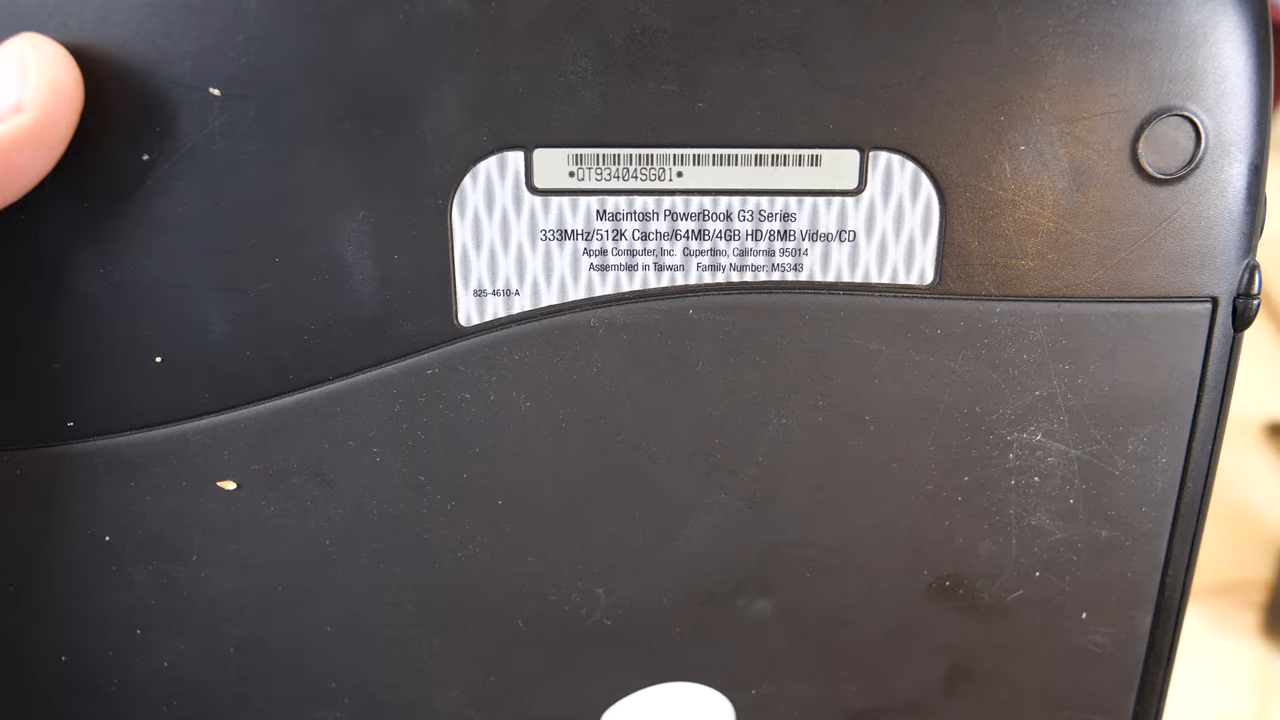 *QT93404SG01*
Macintosh PowerBook G3 Series
333MHz/512K Cache/64MB/4GB HD/8MB Video/CD
Apple Computer, Inc. Cupertino, California 95014
Assembled in Taiwan Family Number: M5343
825-4610-A